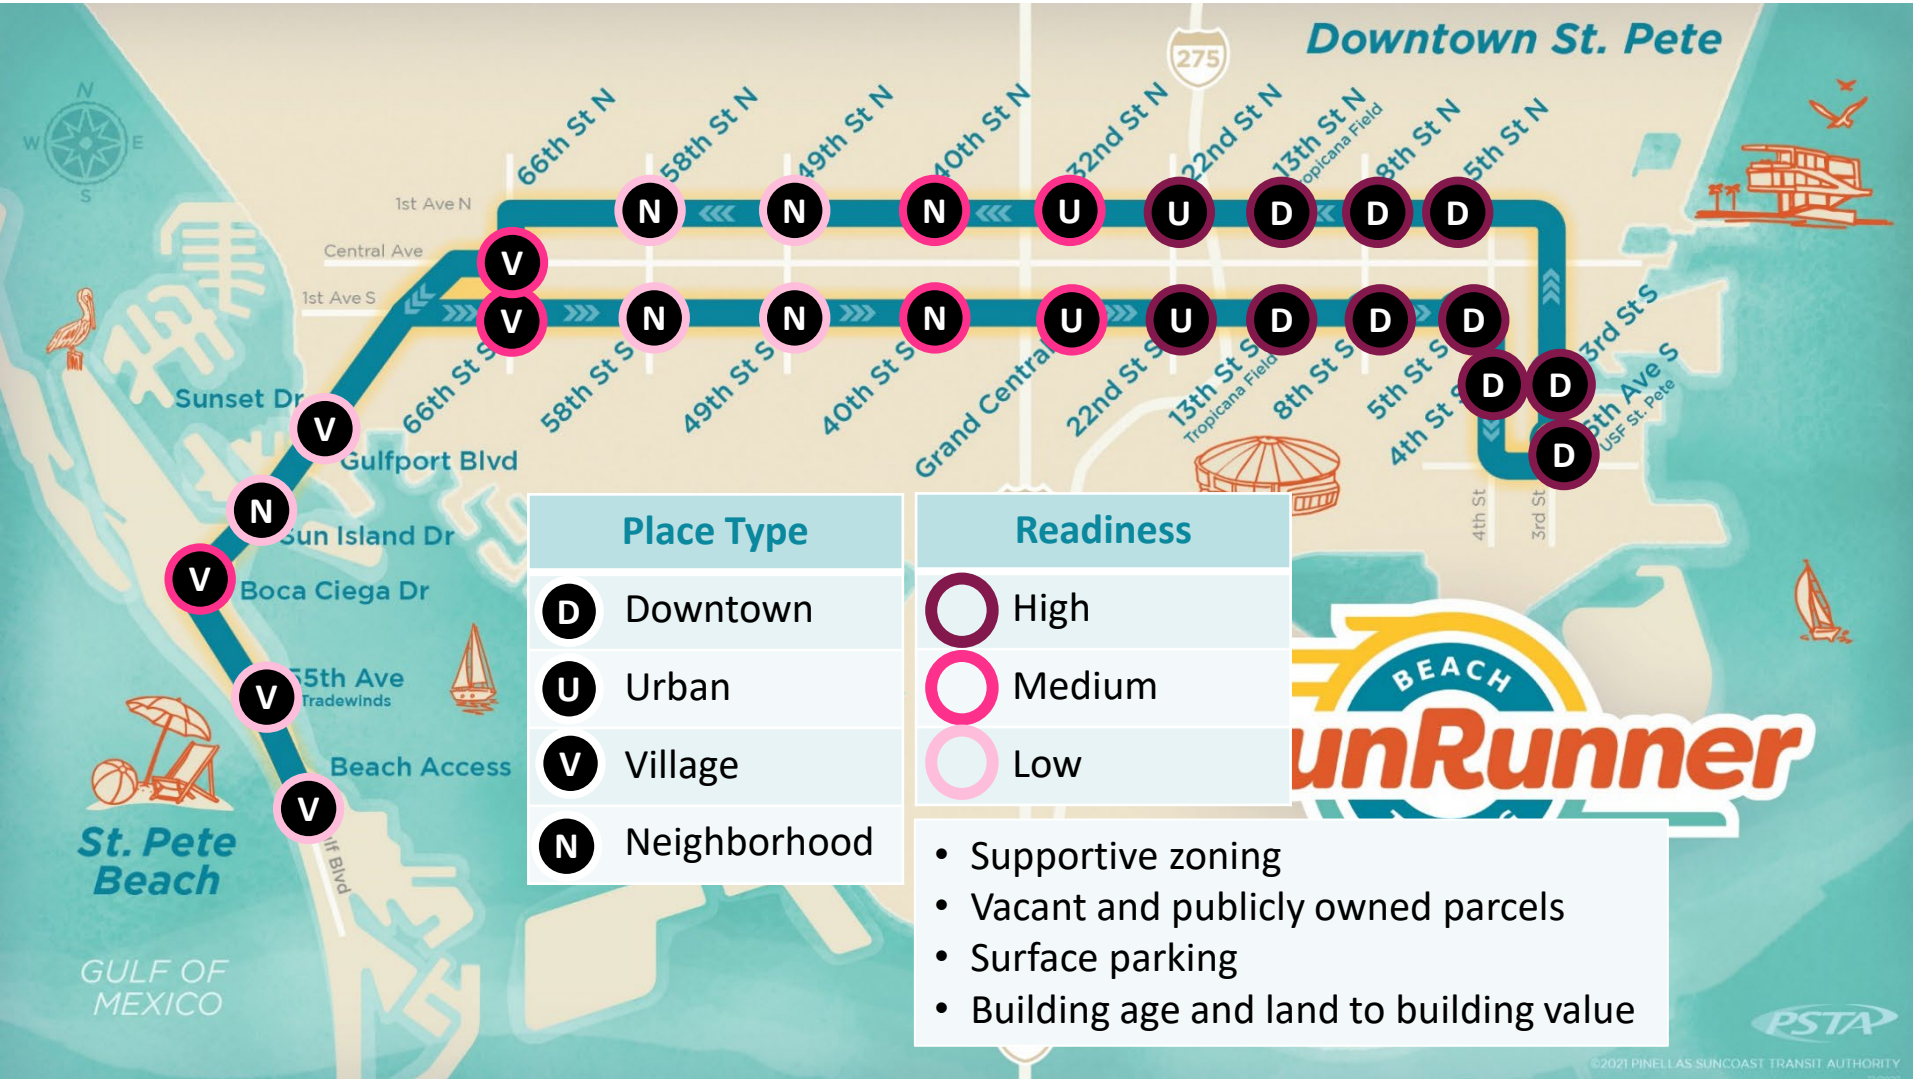 Downtown St. Pete
275
N
W
E
S
66th St N
58th St N
49th St N
40th St N
32nd St N
22nd St N
13th St N
Tropicana Field
8th St N
5th St N
1st Ave N
N
N
N
U
U
D
D
D
Central Ave
V
1st Ave S
V
N
N
N
U
U
D
D
D
66th St S
58th St S
49th St S
40th St S
Grand Central
22nd St S
13th St S
Tropicana Field
8th St S
5th St S
4th St S
D
D
3rd St S
D
6th Ave S
USF St. Pete
4th St
3rd St
Sunset Dr
V
Gulfport Blvd
N
Sun Island Dr
V
Boca Ciega Dr
V
55th Ave
Tradewinds
V
Beach Access
Blvd
St. Pete
Beach
GULF OF
MEXICO
Place Type
D Downtown
U Urban
V Village
N Neighborhood
Readiness
High
Medium
Low
BEACH
unRunner
• Supportive zoning
• Vacant and publicly owned parcels
• Surface parking
• Building age and land to building value
PSTA
©2021 PINELLAS SUNCOAST TRANSIT AUTHORITY